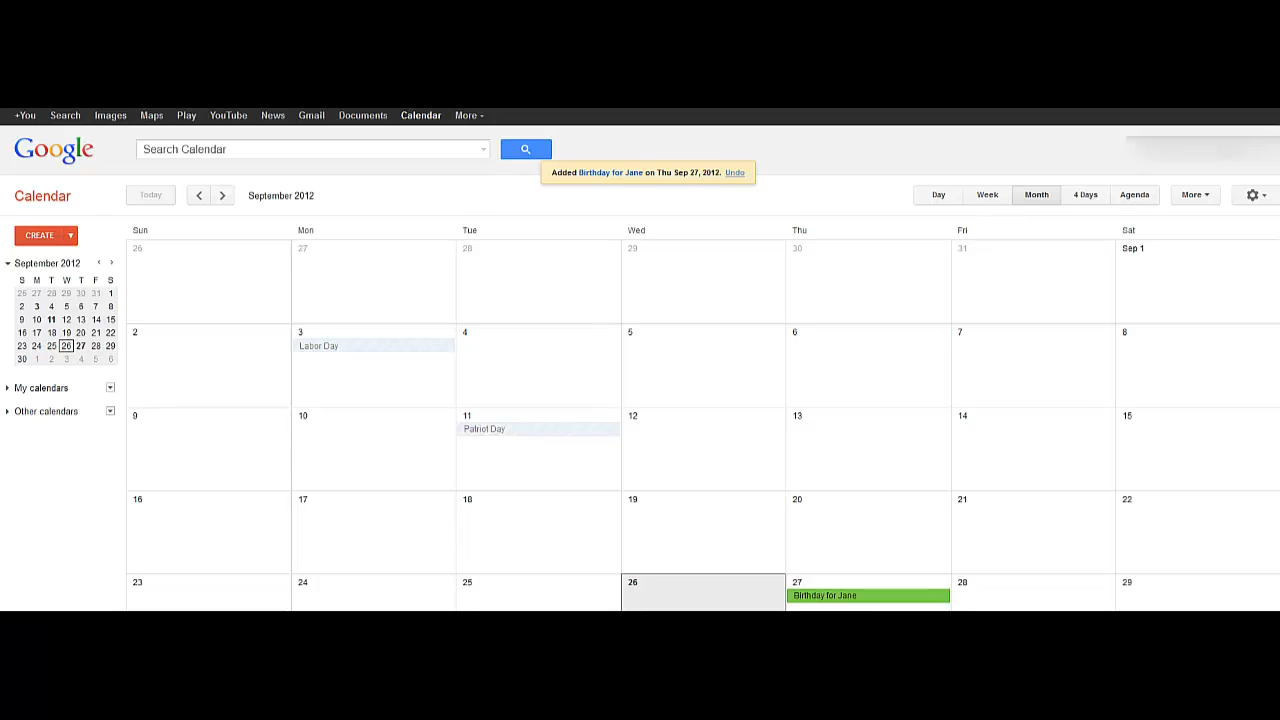 +You Search Images Maps Play YouTube News Gmail Documents Calendar More
Google
Search Calendar
Added Birthday for Jane on Thu Sep 27, 2012. Undo
Calendar
Today
September 2012
Day Week Month 4 Days Agenda More
CREATE
September 2012
S M T W T F S
26 27 28 29 30 31 1
2 3 4 5 6 7 8
9 10 11 12 13 14 15
16 17 18 19 20 21 22
23 24 25 26 27 28 29
30 1 2 3 4 5 6
My calendars
Other calendars
Sun Mon Tue Wed Thu Fri Sat
26 27 28 29 30 31 Sep 1
2 3 4 5 6 7 8
Labor Day
9 10 11 12 13 14 15
Patriot Day
16 17 18 19 20 21 22
23 24 25 26 27 28 29
Birthday for Jane